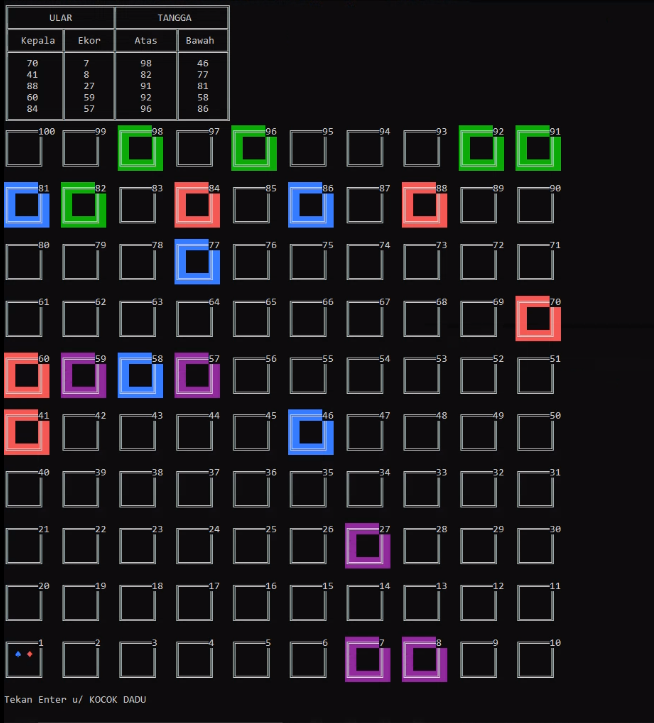 ULAR TANGGA
Kepala Ekor Atas Bawah
70 7 98 46
41 8 82 77
88 27 91 81
60 59 92 58
84 57 96 86
100 99 98 97 96 95 94 93 92 91
81 82 83 84 85 86 87 88 89 90
80 79 78 77 76 75 74 73 72 71
61 62 63 64 65 66 67 68 69 70
60 59 58 57 56 55 54 53 52 51
41 42 43 44 45 46 47 48 49 50
40 39 38 37 36 35 34 33 32 31
21 22 23 24 25 26 27 28 29 30
20 19 18 17 16 15 14 13 12 11
1 2 3 4 5 6 7 8 9 10
♠ ♦
Tekan Enter u/ KOCOK DADU